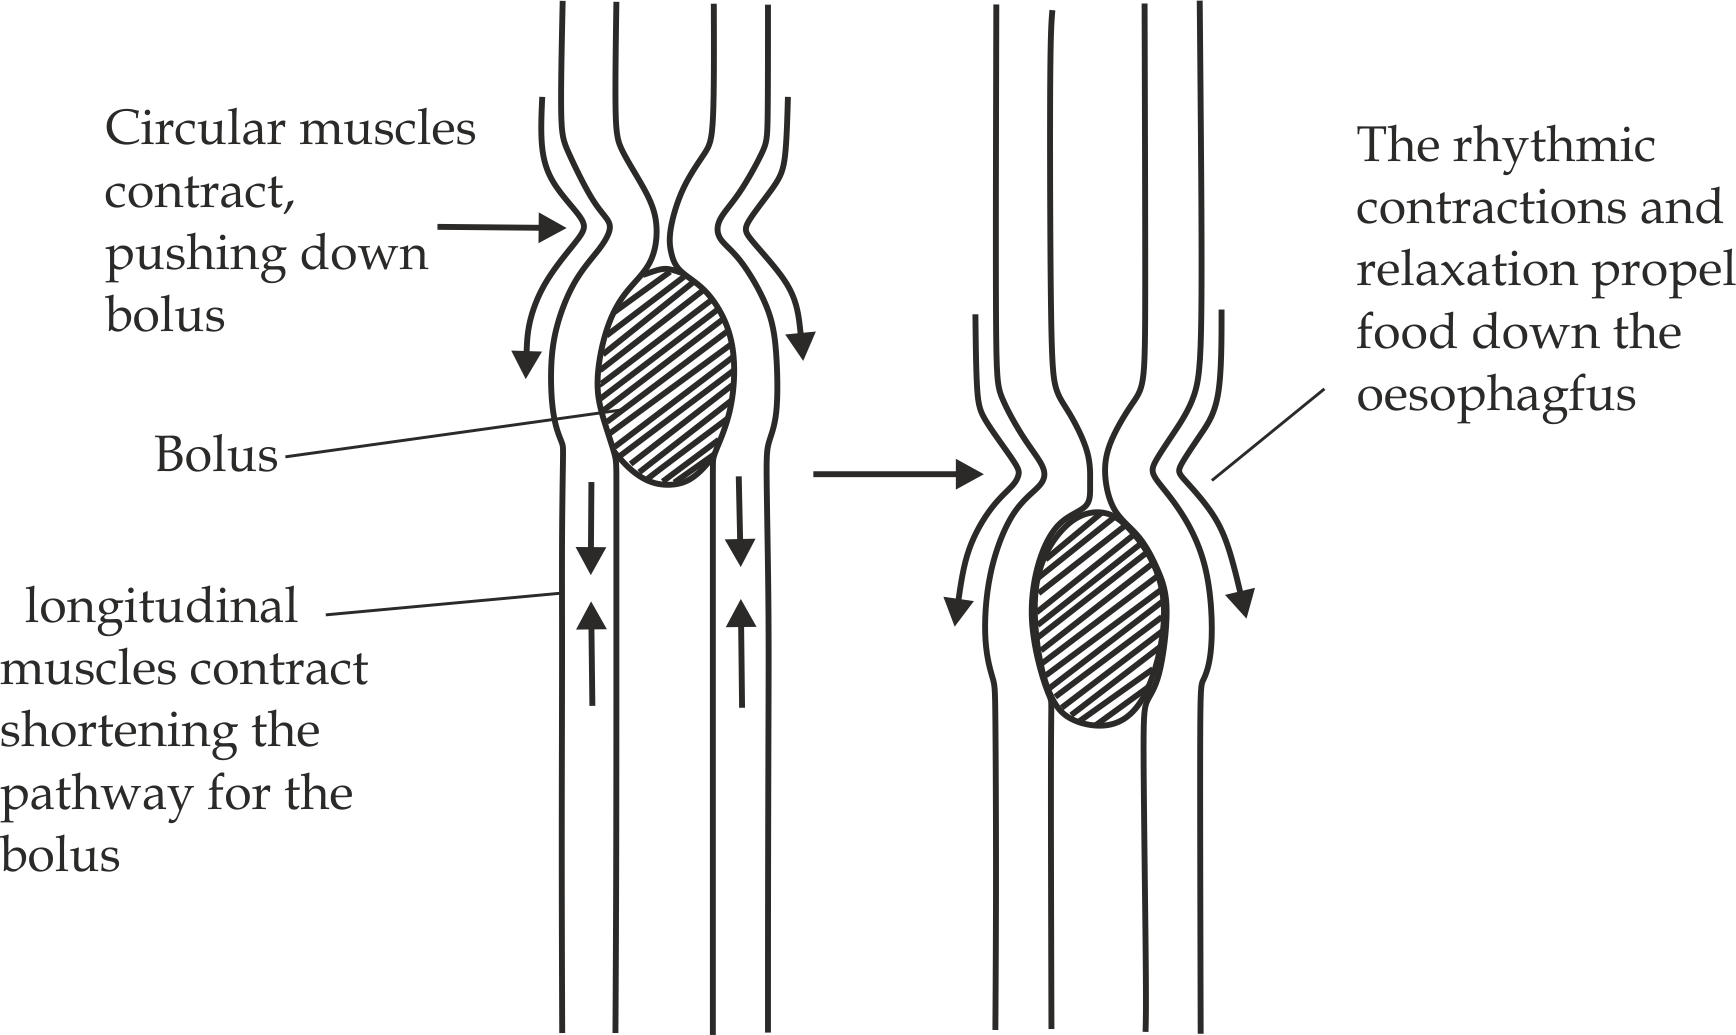 Circular muscles
contract,
pushing down
bolus
Bolus
longitudinal
muscles contract
shortening the
pathway for the
bolus
The rhythmic
contractions and
relaxation propel
food down the
oesophagfus